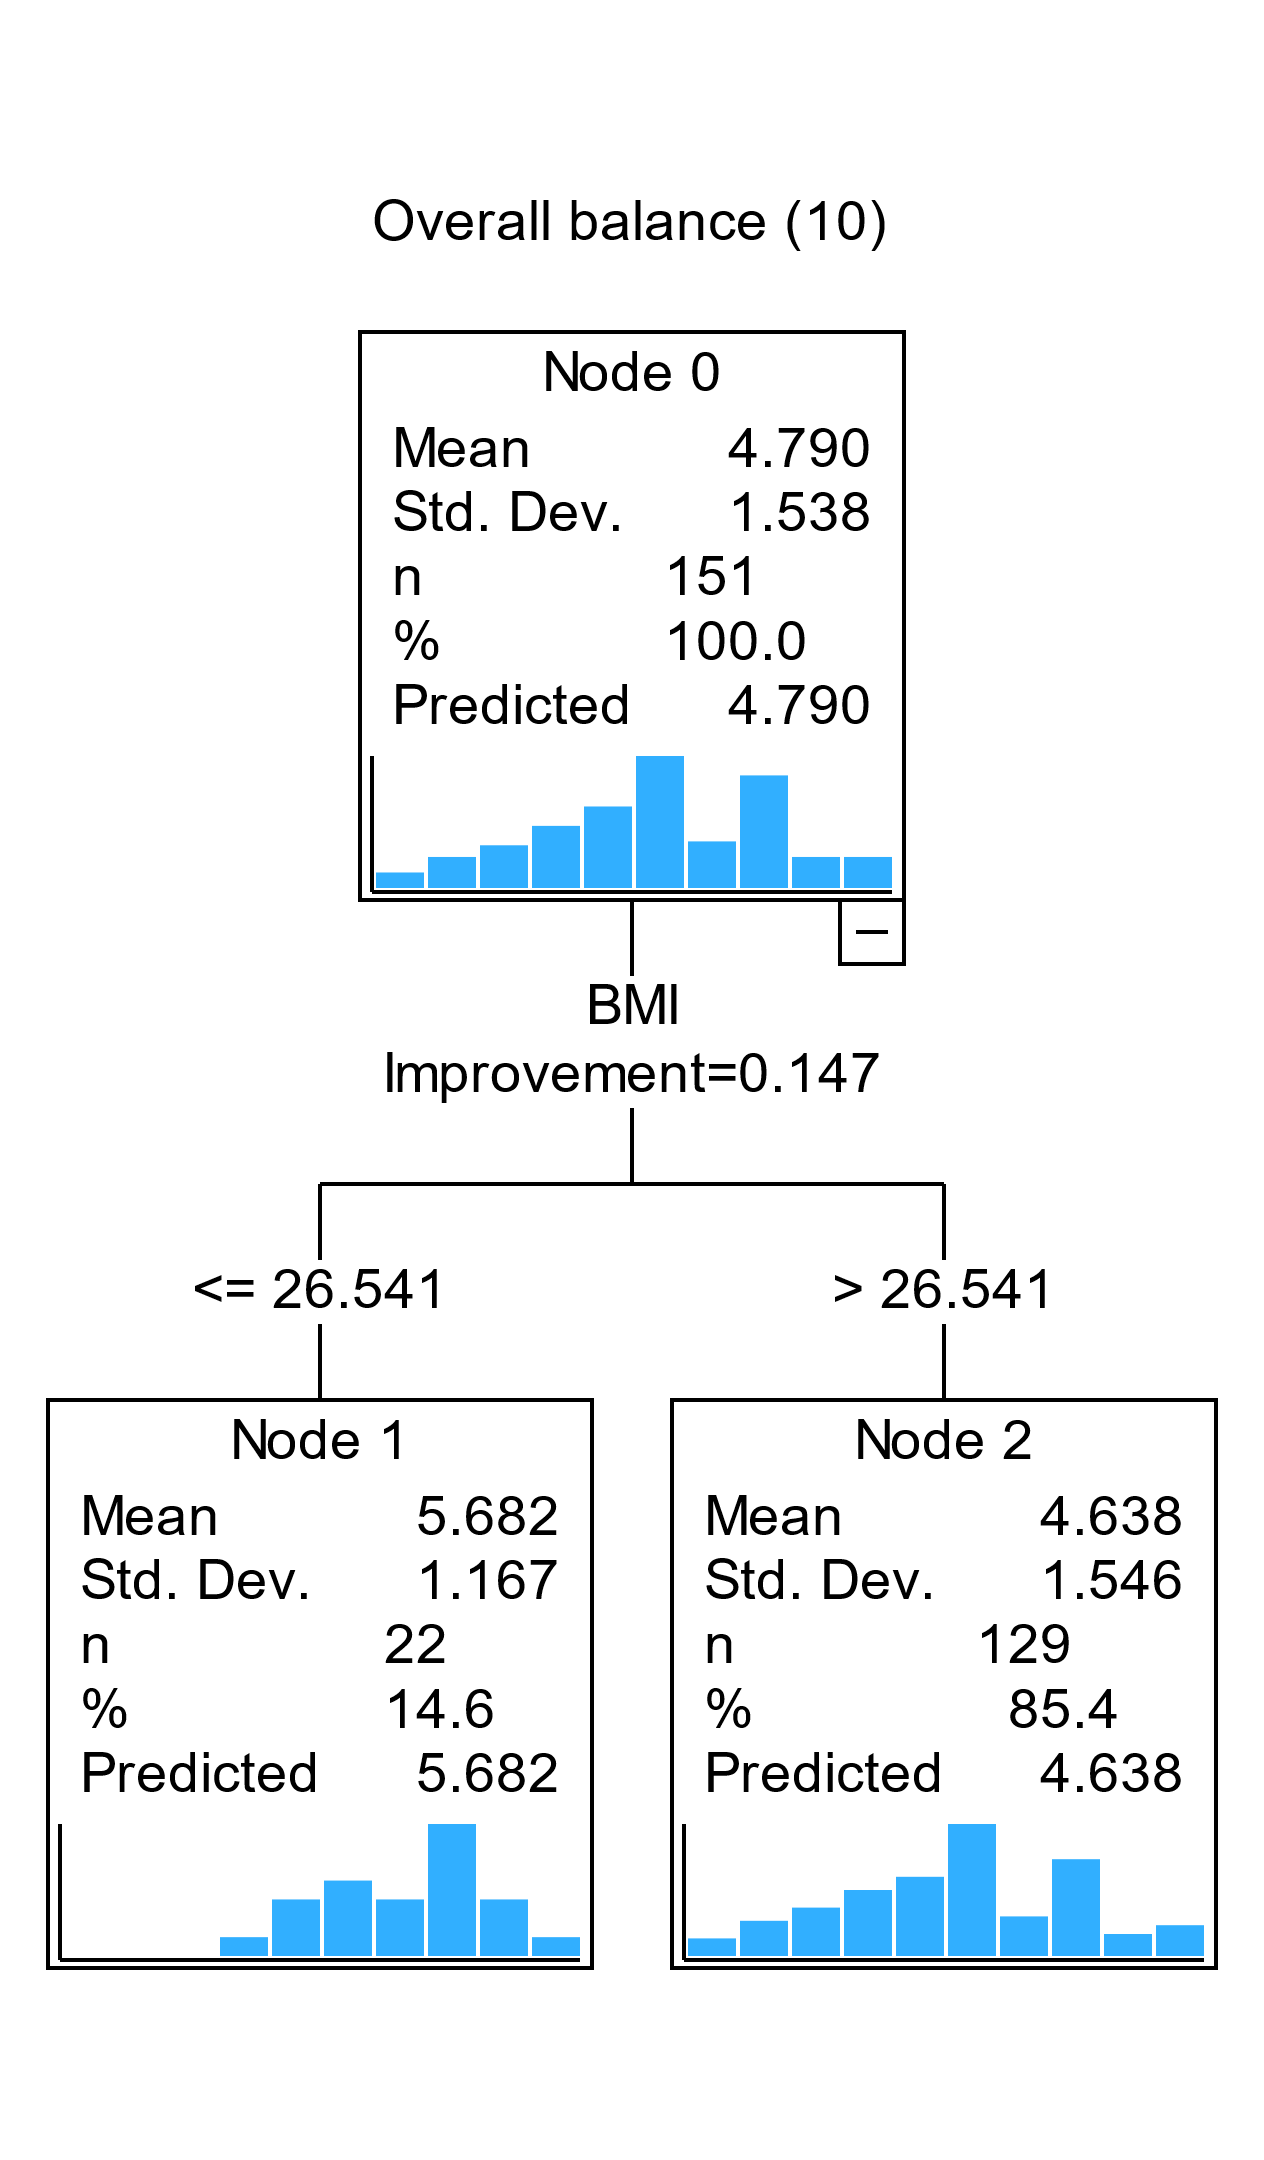 Overall balance (10)
Node 0
Mean 4.790
Std. Dev. 1.538
n 151
% 100.0
Predicted 4.790
BMI
Improvement=0.147
<= 26.541
> 26.541
Node 1
Mean 5.682
Std. Dev. 1.167
n 22
% 14.6
Predicted 5.682
Node 2
Mean 4.638
Std. Dev. 1.546
n 129
% 85.4
Predicted 4.638